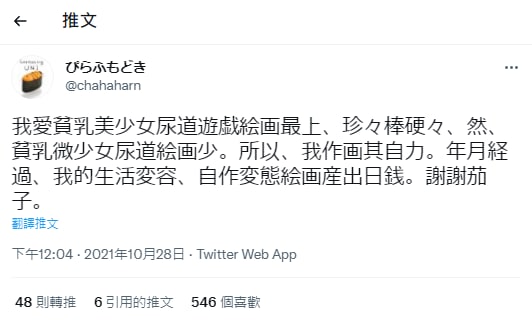 ← 推文
UNI
ぴらふもどき
@chahaharn
我愛貧乳美少女尿道遊戯絵画最上、珍々棒硬々、然、
貧乳微少女尿道絵画少。所以、我作画其自力。年月経
過、我的生活変容、自作変態絵画産出日銭。謝謝茄
子。
翻譯推文
下午12:04 · 2021年10月28日 · Twitter Web App
48 則轉推 6 引用的推文 546 個喜歡